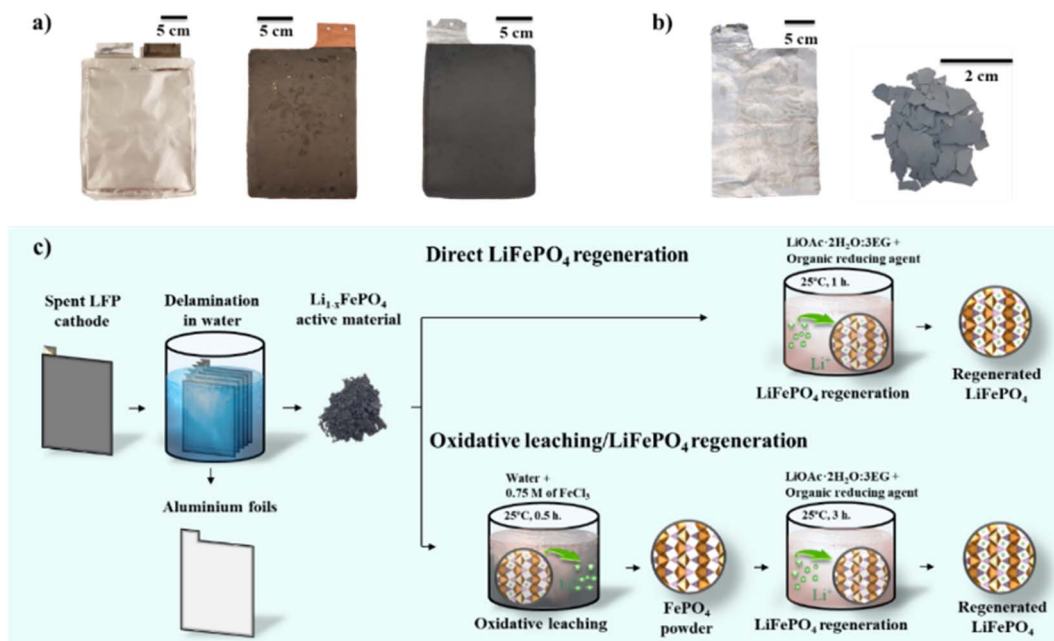 a)
5 cm
5 cm
5 cm
b)
5 cm
2 cm
c)
Direct LiFePO₄ regeneration
Spent LFP
cathode
Delamination
in water
Li₁₋ₓFePO₄
active material
LiOAc·2H₂O:3EG +
Organic reducing agent
25ºC, 1 h.
Li⁺
LiFePO₄ regeneration
Regenerated
LiFePO₄
Aluminium foils
Oxidative leaching/LiFePO₄ regeneration
Water +
0.75 M of FeCl₃
25ºC, 0.5 h.
Oxidative leaching
FePO₄
powder
LiOAc·2H₂O:3EG +
Organic reducing agent
25ºC, 3 h.
Li⁺
LiFePO₄ regeneration
Regenerated
LiFePO₄